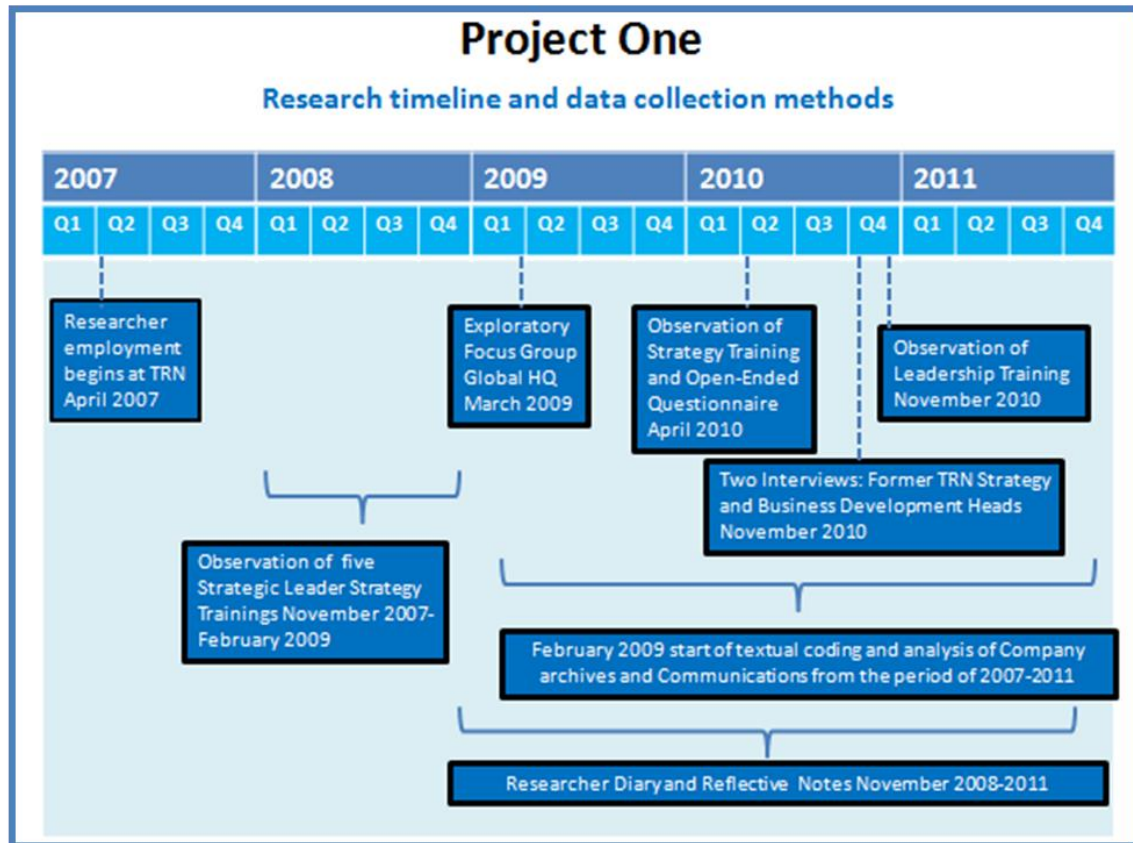 Project One
Research timeline and data collection methods
2007 2008 2009 2010 2011
Q1 Q2 Q3 Q4 Q1 Q2 Q3 Q4 Q1 Q2 Q3 Q4 Q1 Q2 Q3 Q4 Q1 Q2 Q3 Q4
Researcher
employment
begins at TRN
April 2007
Exploratory
Focus Group
Global HQ
March 2009
Observation of
Strategy Training
and Open-Ended
Questionnaire
April 2010
Observation of
Leadership Training
November 2010
Two Interviews: Former TRN Strategy
and Business Development Heads
November 2010
Observation of five
Strategic Leader Strategy
Trainings November 2007-
February 2009
February 2009 start of textual coding and analysis of Company
archives and Communications from the period of 2007-2011
Researcher Diary and Reflective Notes November 2008-2011